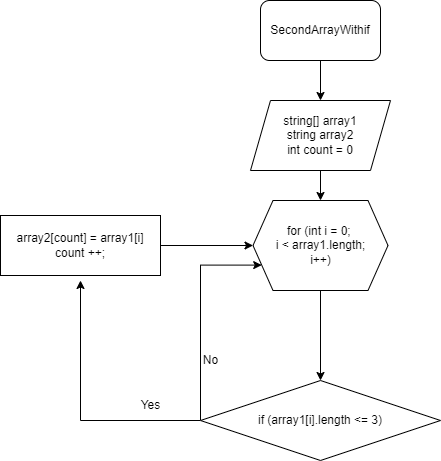 SecondArrayWithif
string[] array1
string array2
int count = 0
array2[count] = array1[i]
count ++;
for (int i = 0;
i < array1.length;
i++)
No
Yes
if (array1[i].length <= 3)